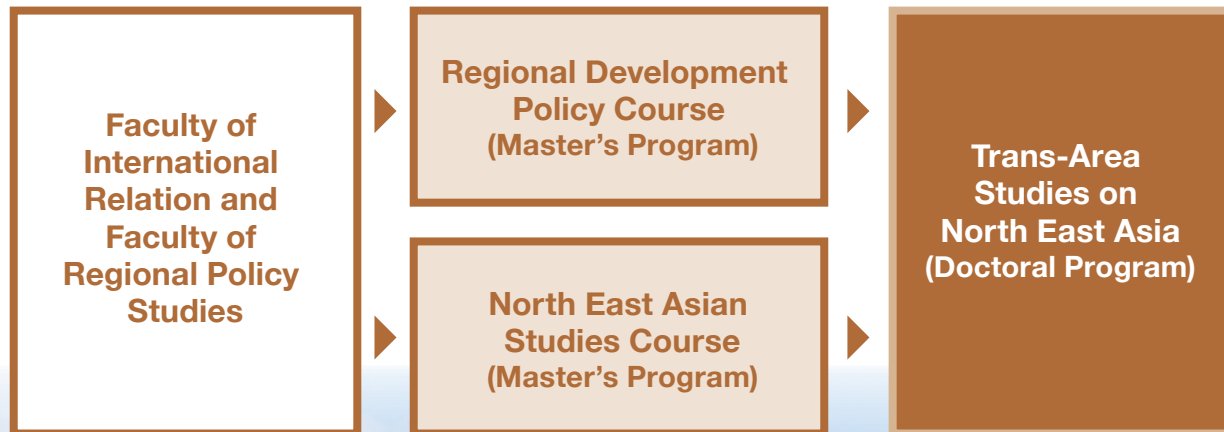 Faculty of
International
Relation and
Faculty of
Regional Policy
Studies
Regional Development
Policy Course
(Master’s Program)
North East Asian
Studies Course
(Master’s Program)
Trans-Area
Studies on
North East Asia
(Doctoral Program)